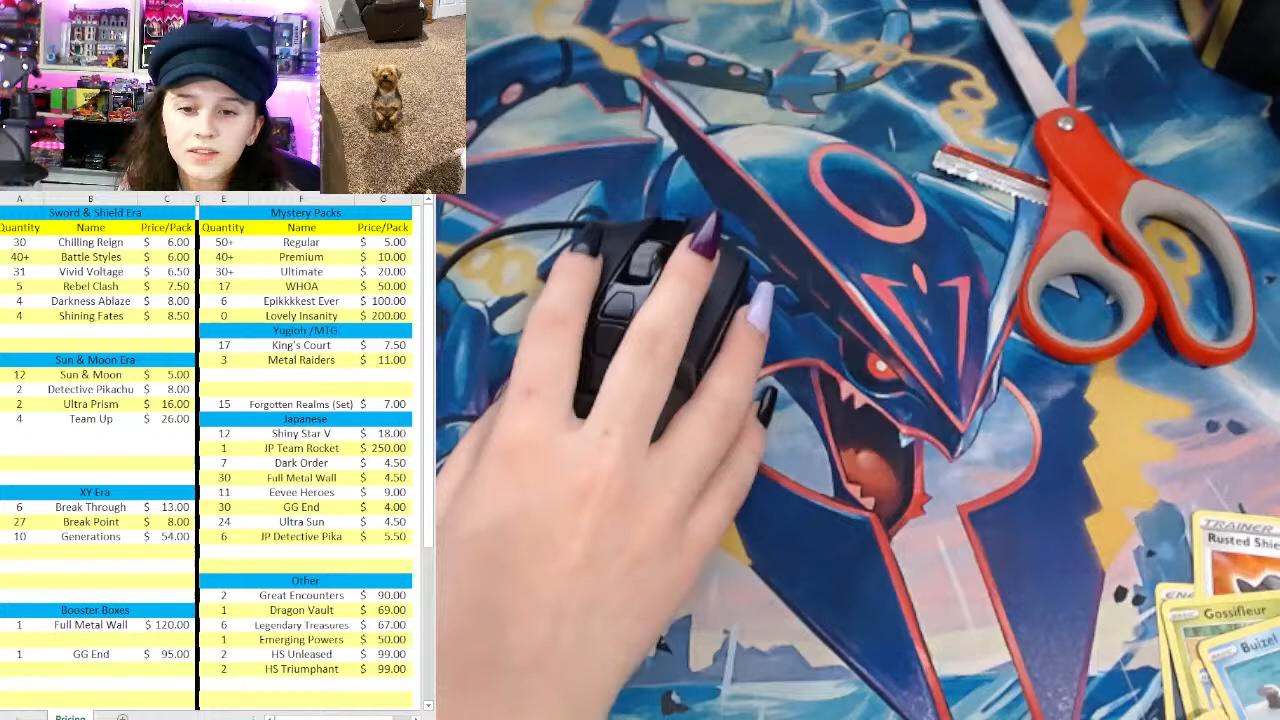 A B C E F G
Sword & Shield Era
Quantity Name Price/Pack
30 Chilling Reign $ 6.00
40+ Battle Styles $ 6.00
31 Vivid Voltage $ 6.50
5 Rebel Clash $ 7.50
4 Darkness Ablaze $ 8.00
4 Shining Fates $ 8.50
Sun & Moon Era
12 Sun & Moon $ 5.00
2 Detective Pikachu $ 8.00
2 Ultra Prism $ 16.00
4 Team Up $ 26.00
XY Era
6 Break Through $ 13.00
27 Break Point $ 8.00
10 Generations $ 54.00
Booster Boxes
1 Full Metal Wall $ 120.00
1 GG End $ 95.00
Mystery Packs
Quantity Name Price/Pack
50+ Regular $ 5.00
40+ Premium $ 10.00
30+ Ultimate $ 20.00
17 WHOA $ 50.00
6 Epikkkkest Ever $ 100.00
0 Lovely Insanity $ 200.00
Yugioh /MTG
17 King's Court $ 7.50
3 Metal Raiders $ 11.00
15 Forgotten Realms (Set) $ 7.00
Japanese
12 Shiny Star V $ 18.00
1 JP Team Rocket $ 250.00
7 Dark Order $ 4.50
30 Full Metal Wall $ 4.50
11 Eevee Heroes $ 9.00
30 GG End $ 4.00
24 Ultra Sun $ 4.50
6 JP Detective Pika $ 5.50
Other
2 Great Encounters $ 90.00
1 Dragon Vault $ 69.00
6 Legendary Treasures $ 67.00
1 Emerging Powers $ 50.00
2 HS Unleased $ 99.00
2 HS Triumphant $ 99.00
Pricing
TRAINER
Rusted Shie
Gossifleur
Buizel